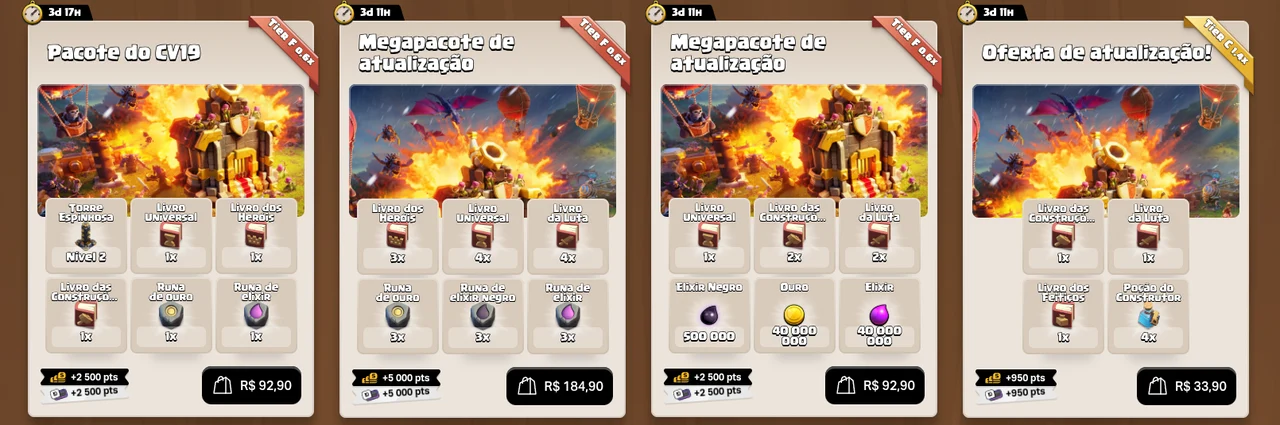 3d 17h
Tier F 0.6x
Pacote do CV19
Torre
Espinhosa
Nível 2
Livro
Universal
1x
Livro dos
Heróis
1x
Livro das
Construçõ...
1x
Runa
de ouro
1x
Runa de
elixir
1x
+2 500 pts
+2 500 pts
R$ 92,90
3d 11h
Tier F 0.6x
Megapacote de
atualização
Livro dos
Heróis
3x
Livro
Universal
4x
Livro
da Luta
4x
Runa
de ouro
3x
Runa de
elixir negro
3x
Runa de
elixir
3x
+5 000 pts
+5 000 pts
R$ 184,90
3d 11h
Tier F 0.6x
Megapacote de
atualização
Livro
Universal
1x
Livro das
Construçõ...
2x
Livro
da Luta
2x
Elixir Negro
500 000
Ouro
40 000
000
Elixir
40 000
000
+2 500 pts
+2 500 pts
R$ 92,90
3d 11h
Tier C 1.4x
Oferta de atualização!
Livro das
Construçõ...
1x
Livro
da Luta
1x
Livro dos
Feitiços
1x
Poção do
Construtor
4x
+950 pts
+950 pts
R$ 33,90